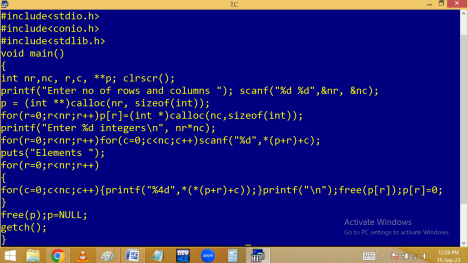 TC
#include<stdio.h>
#include<conio.h>
#include<stdlib.h>
void main()
{
int nr,nc, r,c, **p; clrscr();
printf("Enter no of rows and columns "); scanf("%d %d",&nr, &nc);
p = (int **)calloc(nr, sizeof(int));
for(r=0;r<nr;r++)p[r]=(int *)calloc(nc,sizeof(int));
printf("Enter %d integers\n", nr*nc);
for(r=0;r<nr;r++)for(c=0;c<nc;c++)scanf("%d",*(p+r)+c);
puts("Elements ");
for(r=0;r<nr;r++)
{
for(c=0;c<nc;c++){printf("%4d",*(*(p+r)+c));}printf("\n");free(p[r]);p[r]=0;
}
free(p);p=NULL;
getch();
}
Activate Windows
Go to PC settings to activate Windows.
12:28 PM
15-Sep-23